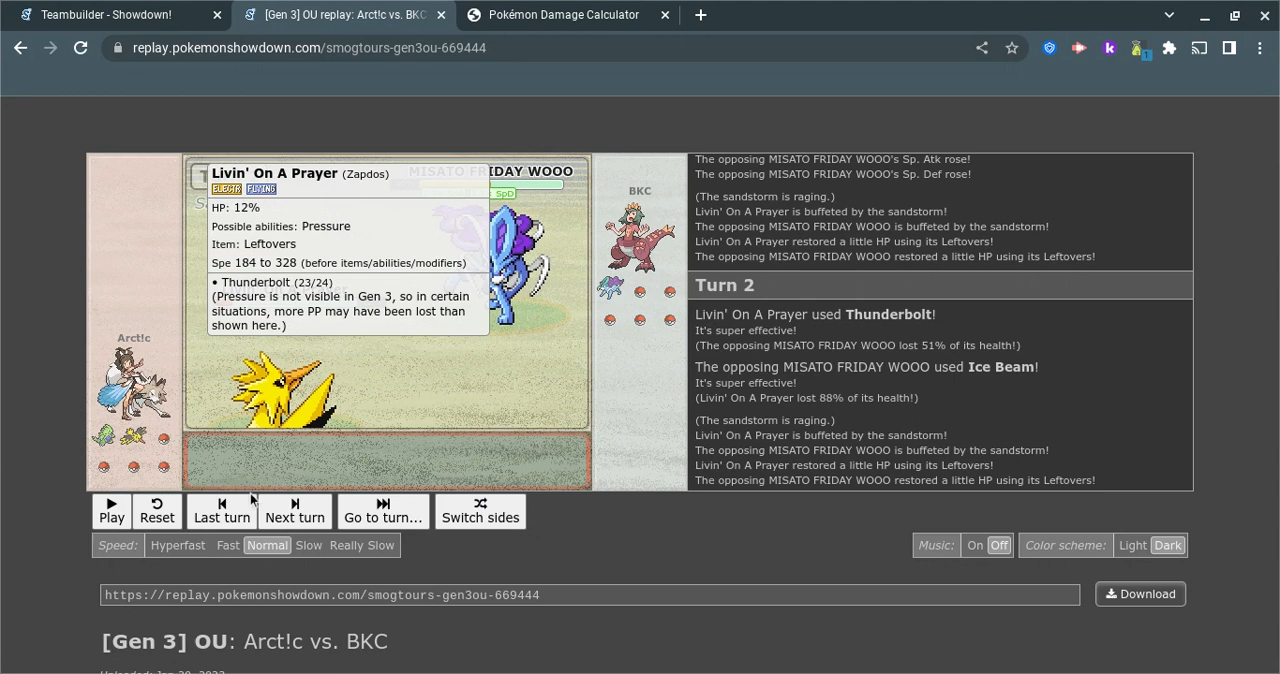 Teambuilder - Showdown!
[Gen 3] OU replay: Arct!c vs. BKC
Pokémon Damage Calculator
replay.pokemonshowdown.com/smogtours-gen3ou-669444
1
Livin' On A Prayer (Zapdos)
ELECTR FLYING
HP: 12%
Possible abilities: Pressure
Item: Leftovers
Spe 184 to 328 (before items/abilities/modifiers)
• Thunderbolt (23/24)
(Pressure is not visible in Gen 3, so in certain
situations, more PP may have been lost than
shown here.)
MISATO FRIDAY WOOO
SpD
Arct!c
BKC
The opposing MISATO FRIDAY WOOO's Sp. Atk rose!
The opposing MISATO FRIDAY WOOO's Sp. Def rose!
(The sandstorm is raging.)
Livin' On A Prayer is buffeted by the sandstorm!
The opposing MISATO FRIDAY WOOO is buffeted by the sandstorm!
Livin' On A Prayer restored a little HP using its Leftovers!
The opposing MISATO FRIDAY WOOO restored a little HP using its Leftovers!
Turn 2
Livin' On A Prayer used Thunderbolt!
It's super effective!
(The opposing MISATO FRIDAY WOOO lost 51% of its health!)
The opposing MISATO FRIDAY WOOO used Ice Beam!
It's super effective!
(Livin' On A Prayer lost 88% of its health!)
(The sandstorm is raging.)
Livin' On A Prayer is buffeted by the sandstorm!
The opposing MISATO FRIDAY WOOO is buffeted by the sandstorm!
Livin' On A Prayer restored a little HP using its Leftovers!
The opposing MISATO FRIDAY WOOO restored a little HP using its Leftovers!
Play
Reset
Last turn
Next turn
Go to turn...
Switch sides
Speed: Hyperfast Fast Normal Slow Really Slow
Music: On Off
Color scheme: Light Dark
https://replay.pokemonshowdown.com/smogtours-gen3ou-669444
Download
[Gen 3] OU: Arct!c vs. BKC